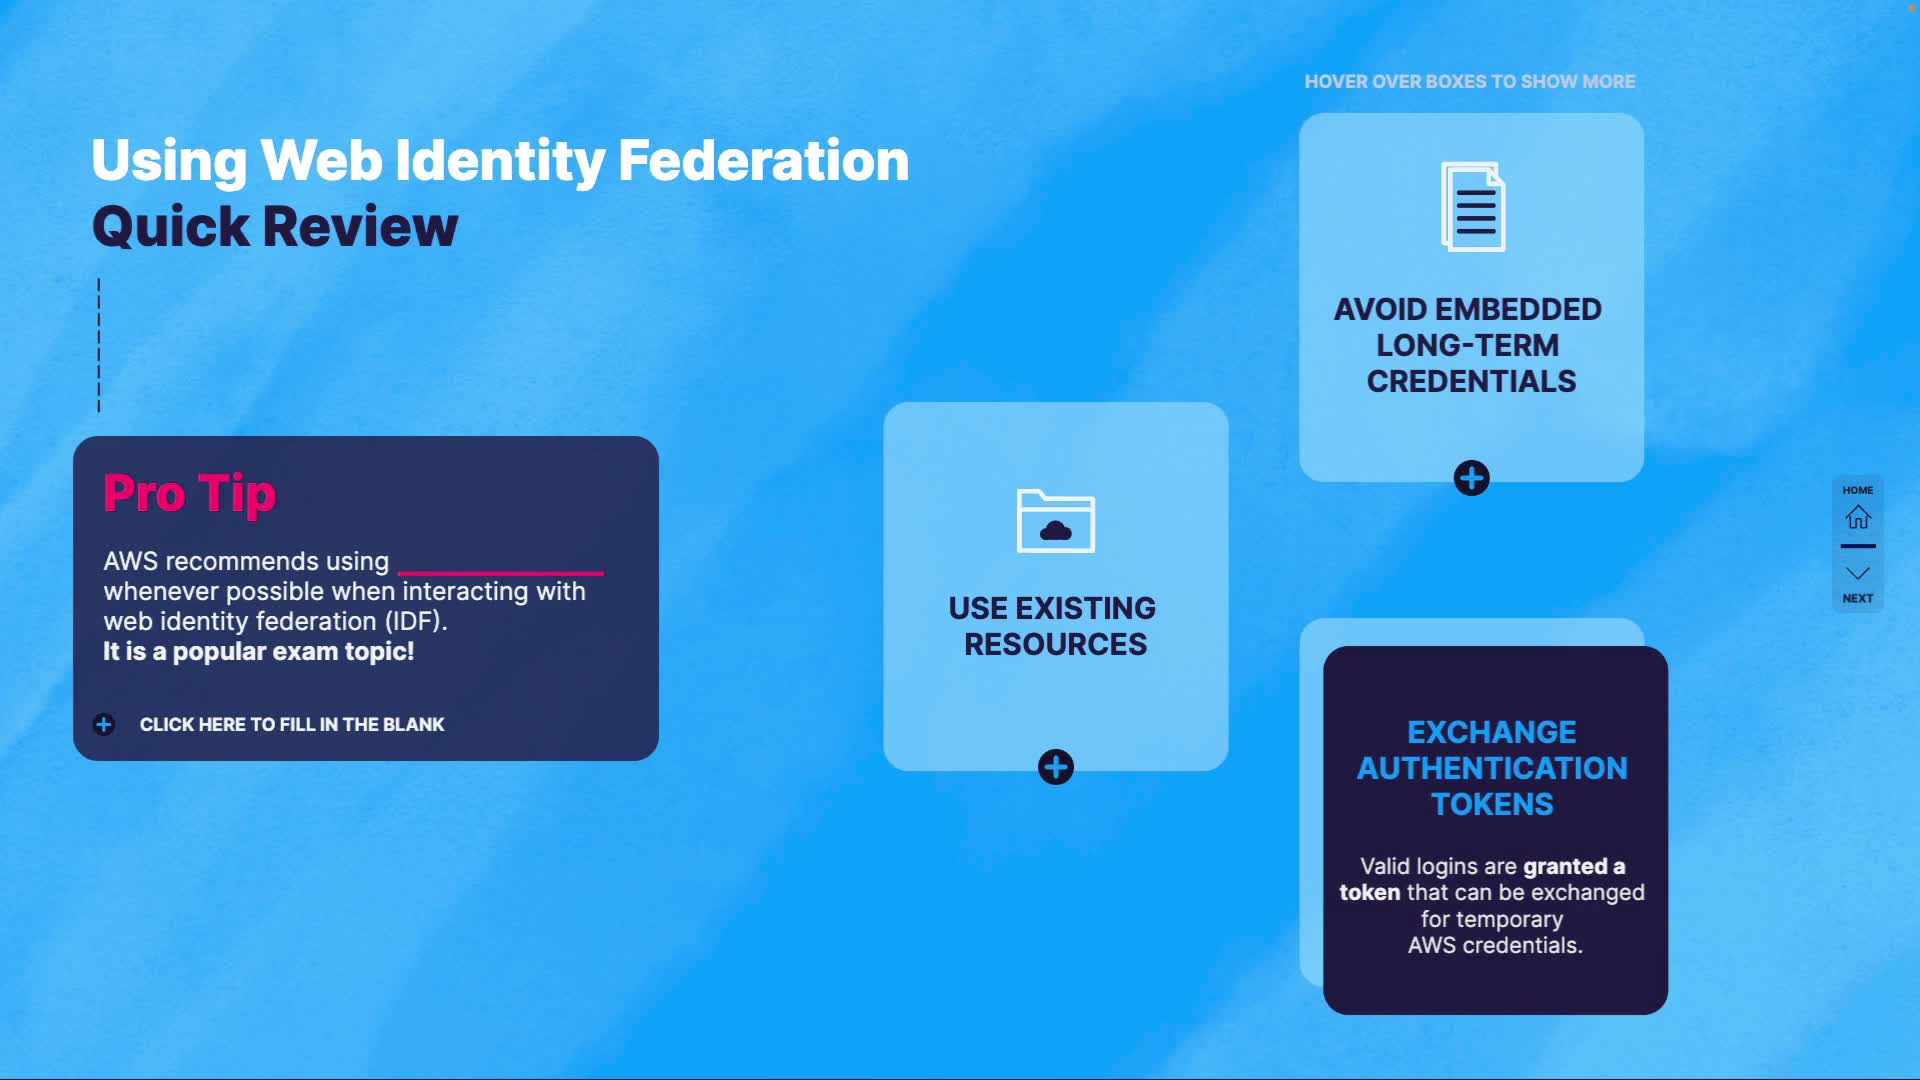 HOVER OVER BOXES TO SHOW MORE
Using Web Identity Federation
Quick Review
Pro Tip
AWS recommends using
whenever possible when interacting with
web identity federation (IDF).
It is a popular exam topic!
CLICK HERE TO FILL IN THE BLANK
USE EXISTING
RESOURCES
AVOID EMBEDDED
LONG-TERM
CREDENTIALS
EXCHANGE
AUTHENTICATION
TOKENS
Valid logins are granted a
token that can be exchanged
for temporary
AWS credentials.
HOME
NEXT